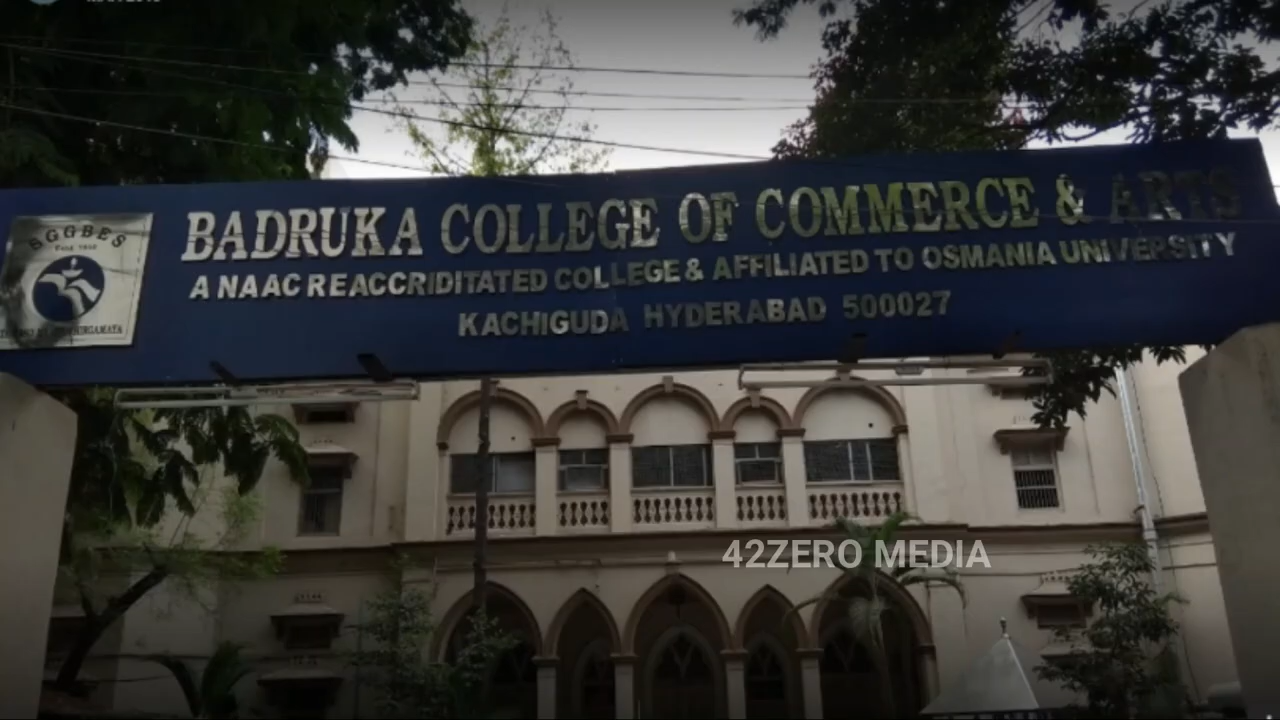 BADRUKA COLLEGE OF COMMERCE & ARTS
A NAAC REACCRIDITATED COLLEGE & AFFILIATED TO OSMANIA UNIVERSITY
KACHIGUDA HYDERABAD 500027
SGGBES
42ZERO MEDIA